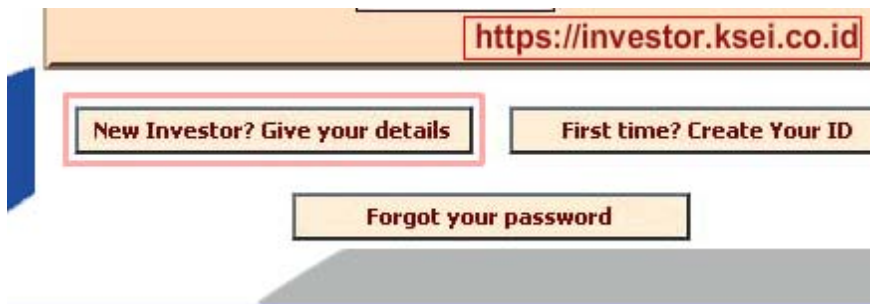 https://investor.ksei.co.id
New Investor? Give your details
First time? Create Your ID
Forgot your password